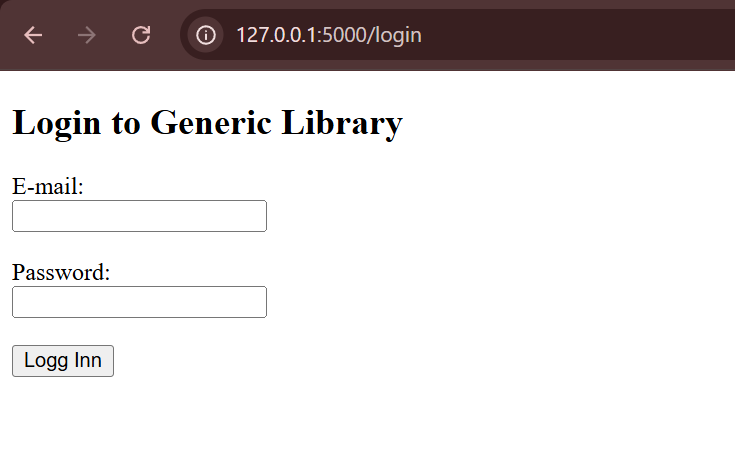 127.0.0.1:5000/login
Login to Generic Library
E-mail:
Password:
Logg Inn